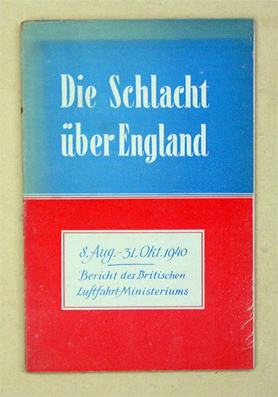 Die Schlacht
über England
8. Aug. - 31. Okt. 1940
Bericht des Britischen
Luftfahrt-Ministeriums